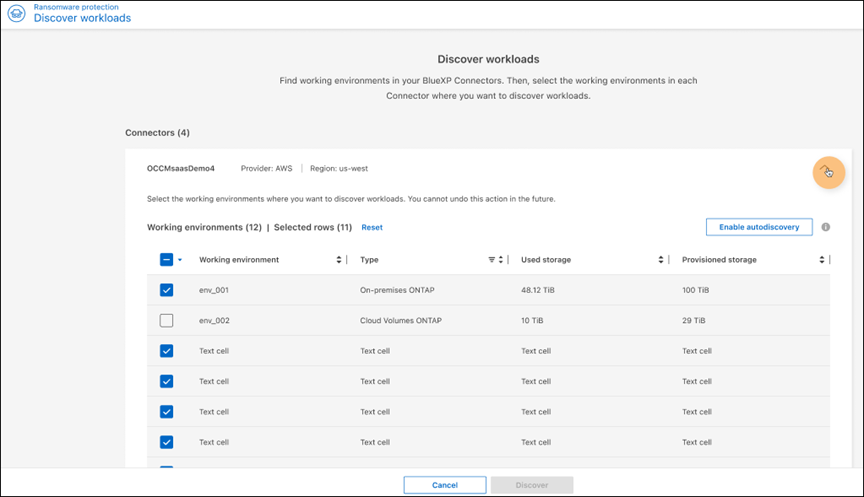 Ransomware protection
Discover workloads
Discover workloads
Find working environments in your BlueXP Connectors. Then, select the working environments in each
Connector where you want to discover workloads.
Connectors (4)
OCCMsaasDemo4 Provider: AWS | Region: us-west
Select the working environments where you want to discover workloads. You cannot undo this action in the future.
Working environments (12) | Selected rows (11) Reset Enable autodiscovery
Working environment Type Used storage Provisioned storage
env_001 On-premises ONTAP 48.12 TiB 100 TiB
env_002 Cloud Volumes ONTAP 10 TiB 29 TiB
Text cell Text cell Text cell Text cell
Text cell Text cell Text cell Text cell
Text cell Text cell Text cell Text cell
Text cell Text cell Text cell Text cell
Cancel Discover